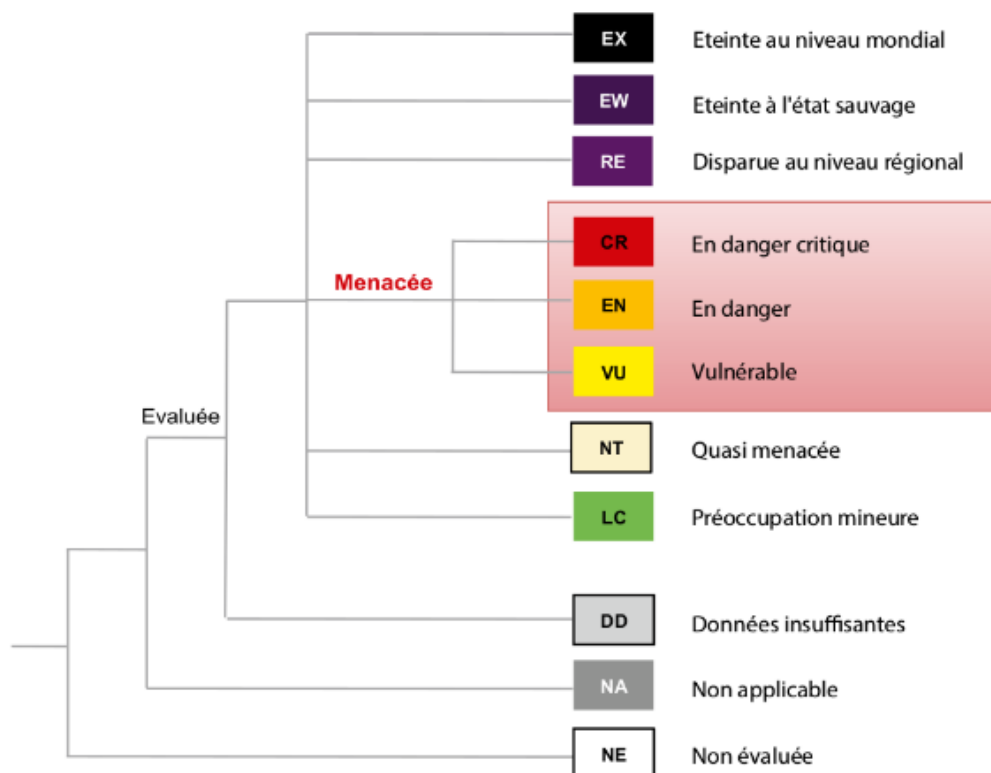 EX Eteinte au niveau mondial
EW Eteinte à l'état sauvage
RE Disparue au niveau régional
CR En danger critique
Menacée
EN En danger
VU Vulnérable
Evaluée
NT Quasi menacée
LC Préoccupation mineure
DD Données insuffisantes
NA Non applicable
NE Non évaluée